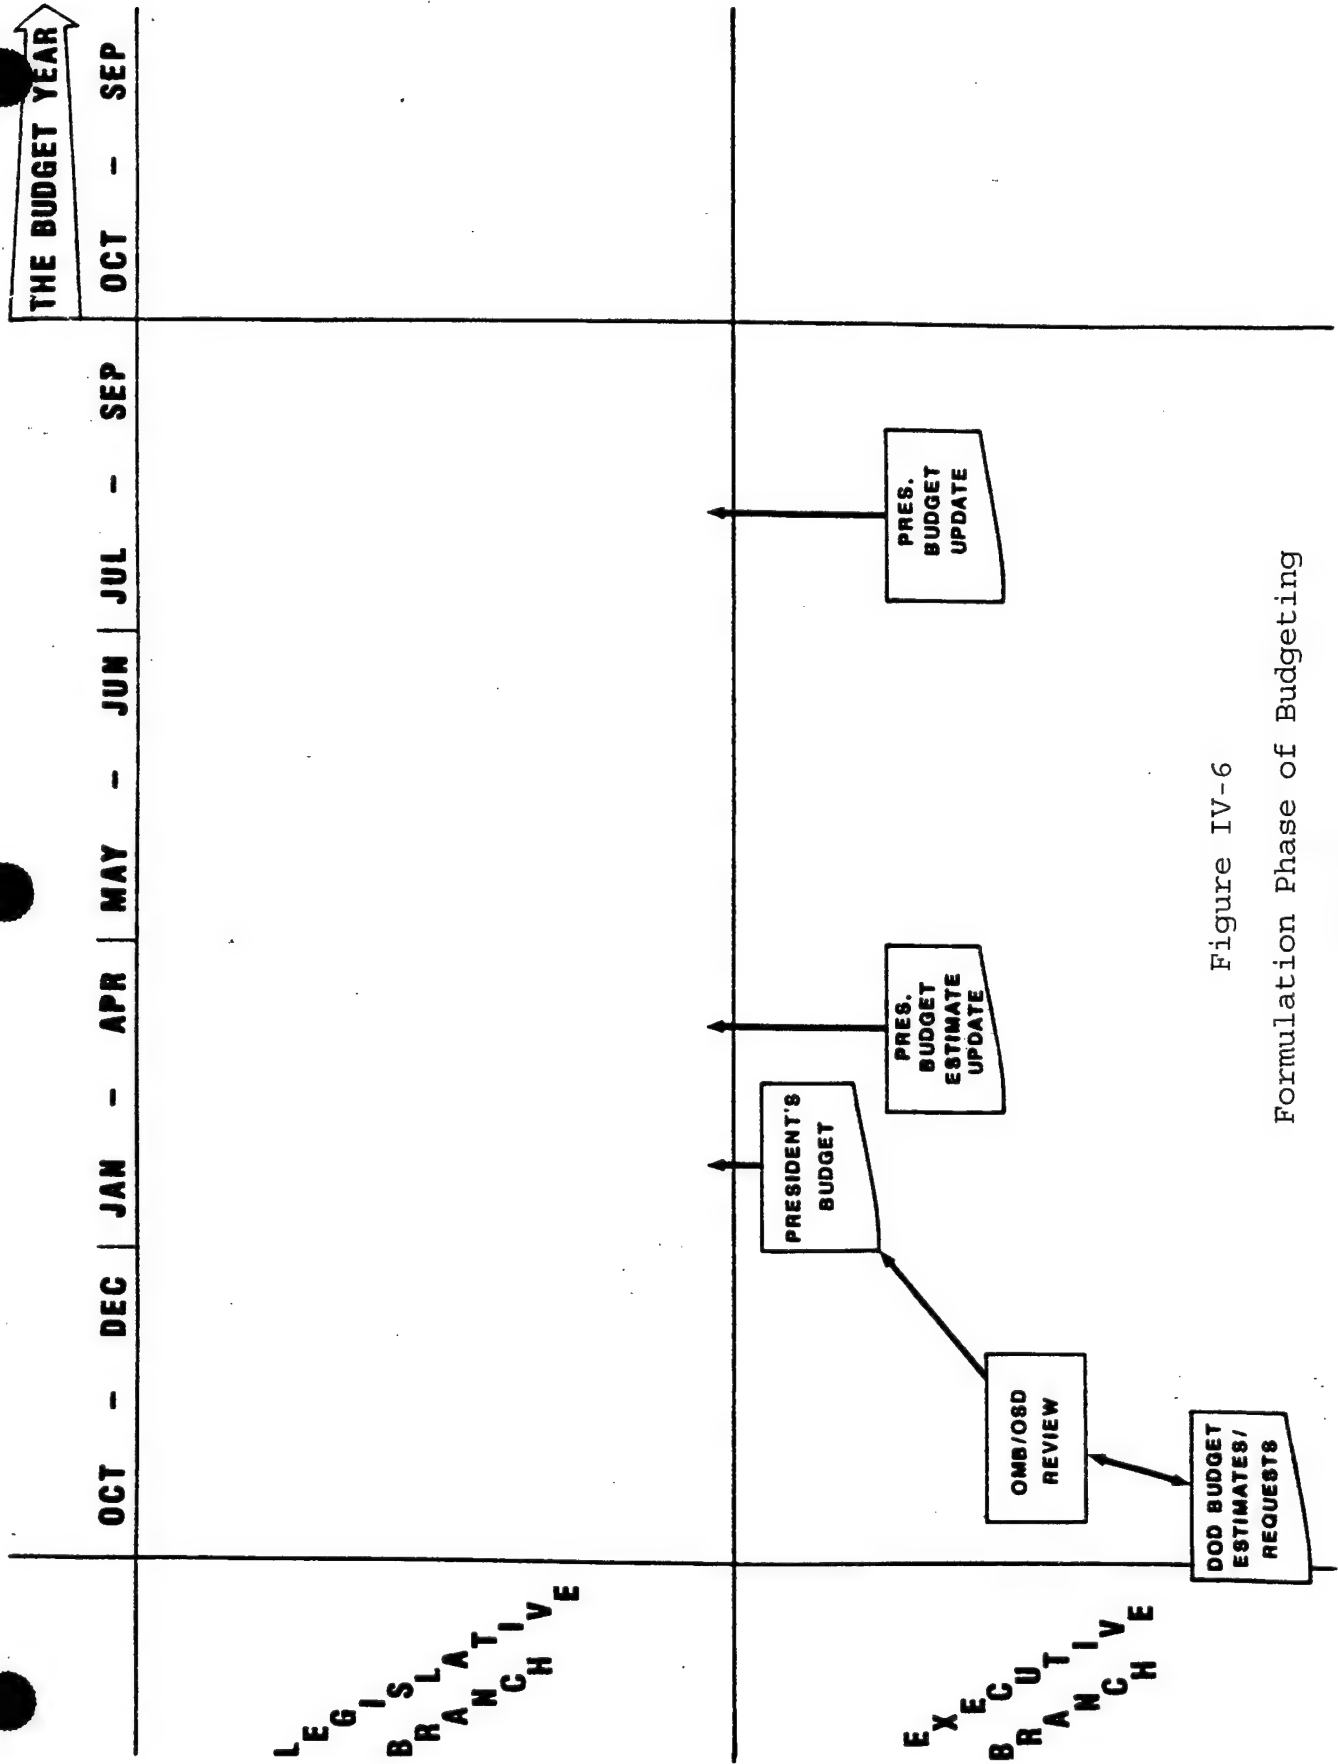 THE BUDGET YEAR
OCT - DEC JAN - APR MAY - JUN JUL - SEP OCT - SEP
LEGISLATIVE
BRANCH
EXECUTIVE
BRANCH
PRESIDENT'S
BUDGET
PRES.
BUDGET
ESTIMATE
UPDATE
PRES.
BUDGET
UPDATE
OMB/OSD
REVIEW
DOD BUDGET
ESTIMATES/
REQUESTS
Figure IV-6
Formulation Phase of Budgeting